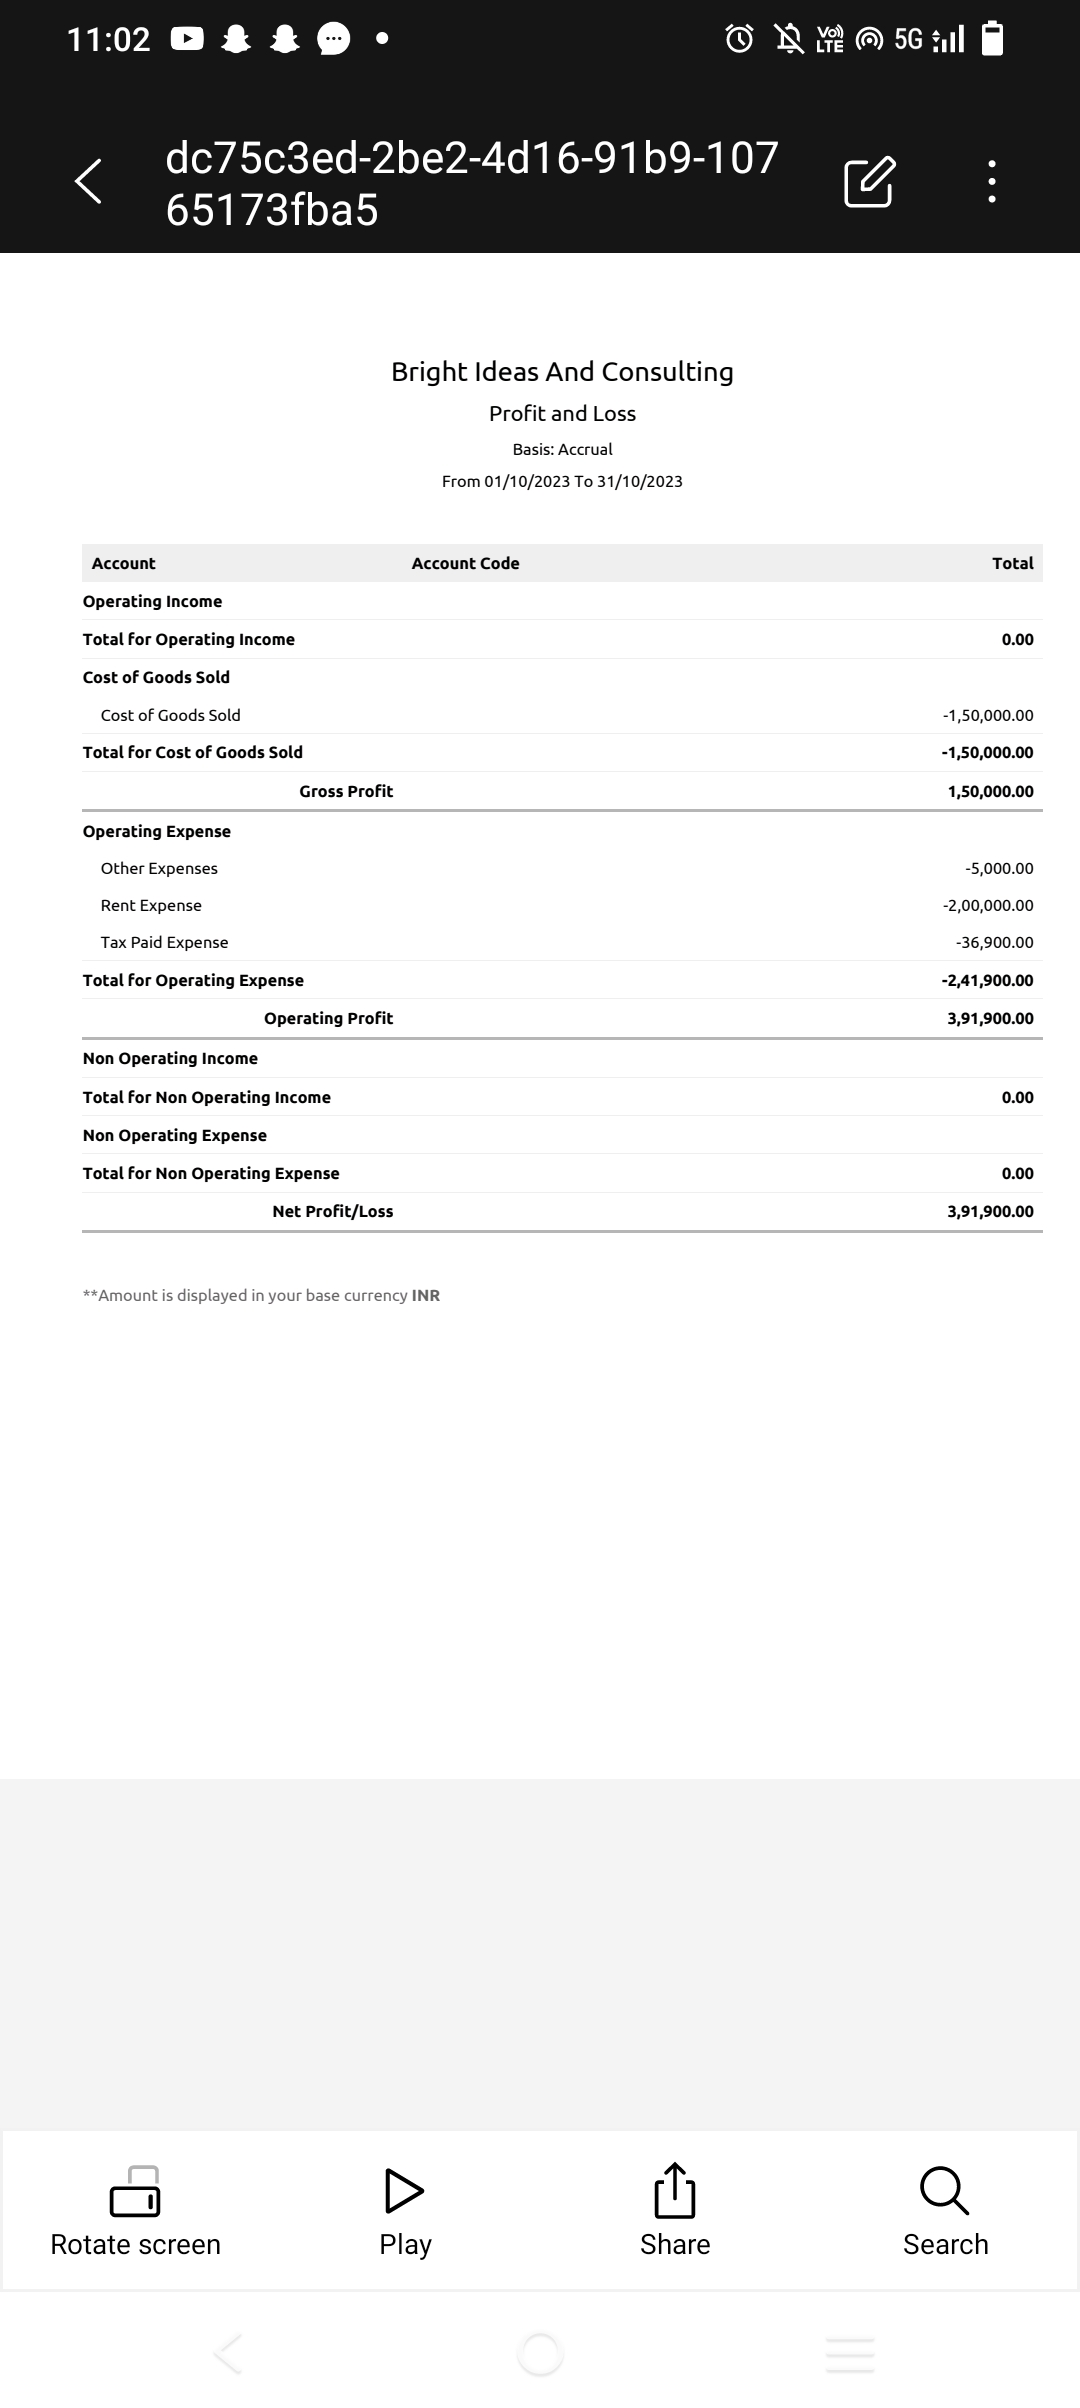 11:02
Vo)) LTE 5G
dc75c3ed-2be2-4d16-91b9-107
65173fba5
Bright Ideas And Consulting
Profit and Loss
Basis: Accrual
From 01/10/2023 To 31/10/2023
Account Account Code Total
Operating Income
Total for Operating Income 0.00
Cost of Goods Sold
Cost of Goods Sold -1,50,000.00
Total for Cost of Goods Sold -1,50,000.00
Gross Profit 1,50,000.00
Operating Expense
Other Expenses -5,000.00
Rent Expense -2,00,000.00
Tax Paid Expense -36,900.00
Total for Operating Expense -2,41,900.00
Operating Profit 3,91,900.00
Non Operating Income
Total for Non Operating Income 0.00
Non Operating Expense
Total for Non Operating Expense 0.00
Net Profit/Loss 3,91,900.00
**Amount is displayed in your base currency INR
Rotate screen Play Share Search